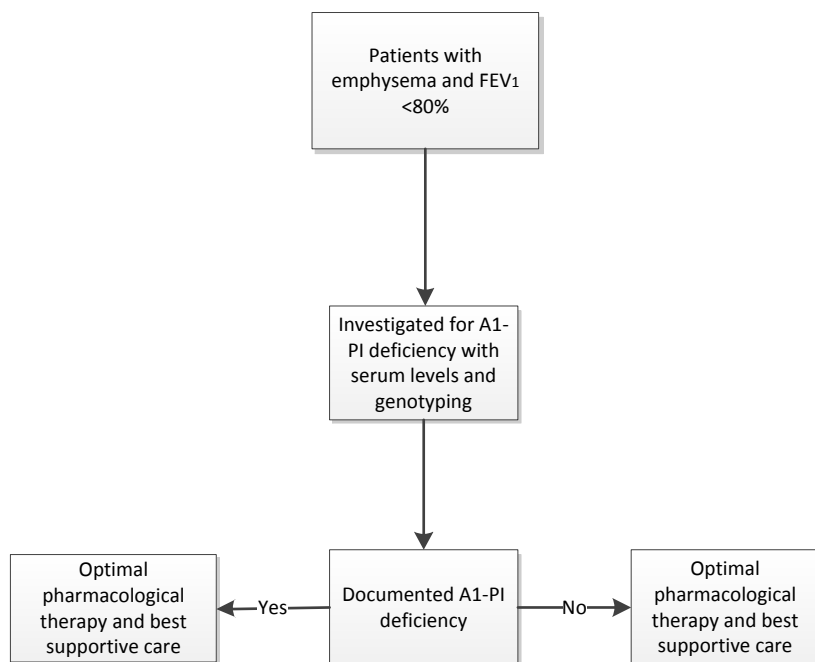 Patients with
emphysema and FEV₁
<80%
Investigated for A1-
PI deficiency with
serum levels and
genotyping
Optimal
pharmacological
therapy and best
supportive care
Yes
Documented A1-PI
deficiency
No
Optimal
pharmacological
therapy and best
supportive care